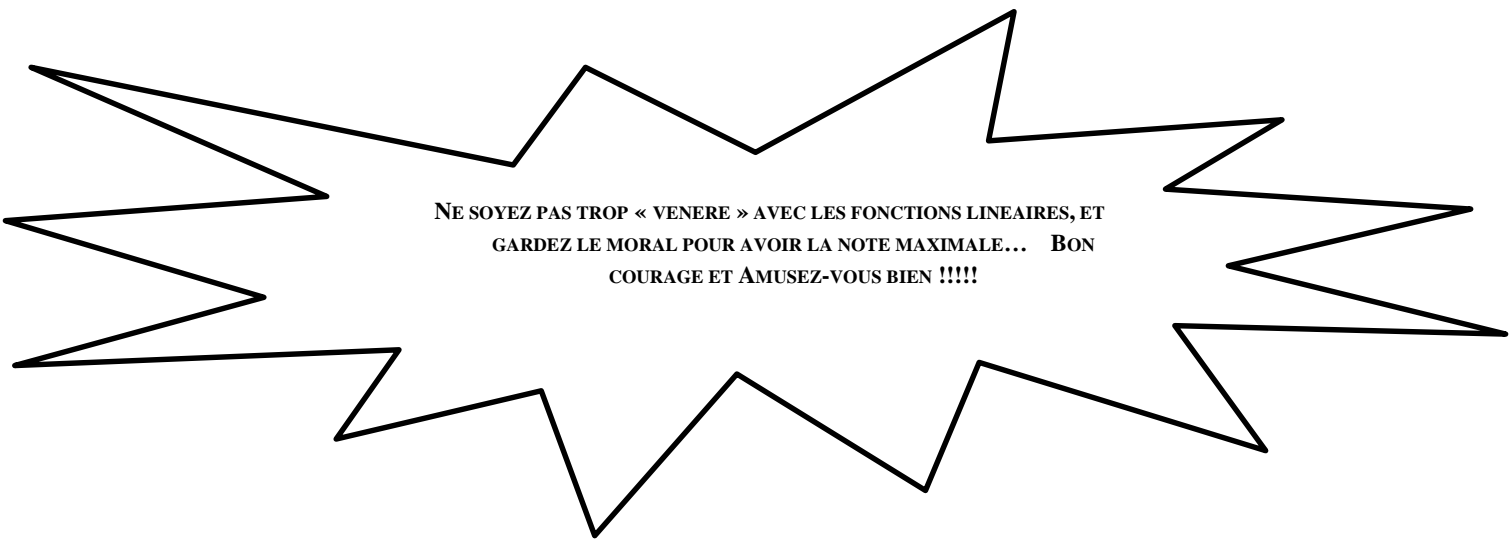 NE SOYEZ PAS TROP « VENERE » AVEC LES FONCTIONS LINEAIRES, ET
GARDEZ LE MORAL POUR AVOIR LA NOTE MAXIMALE... BON
COURAGE ET AMUSEZ-VOUS BIEN !!!!!